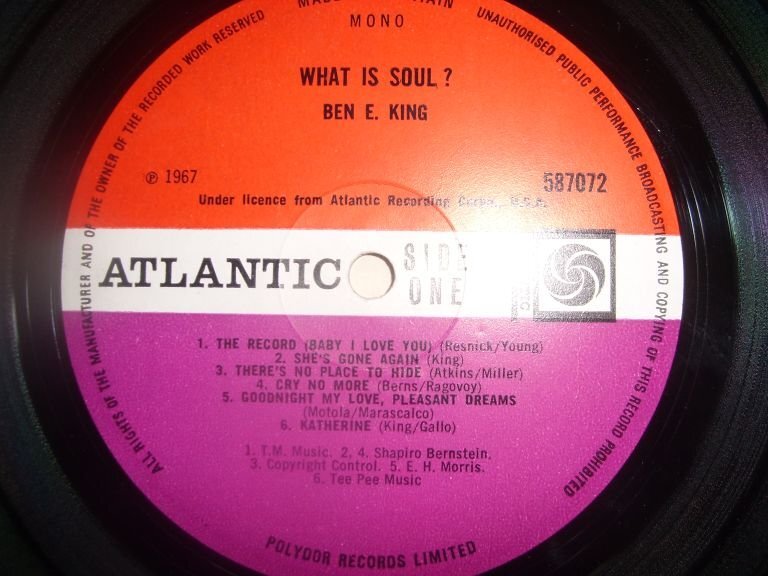 MADE
MONO
UNAUTHORISED PUBLIC PERFORMANCE BROADCASTING AND COPYING OF THIS RECORD PROHIBITED
ALL RIGHTS OF THE MANUFACTURER AND OF THE OWNER OF THE RECORDED WORK RESERVED
WHAT IS SOUL?
BEN E. KING
℗ 1967
587072
Under licence from Atlantic Recording U.S.A.
ATLANTIC
SIDE
ONE
1. THE RECORD (BABY I LOVE YOU) (Resnick/Young)
2. SHE'S GONE AGAIN (King)
3. THERE'S NO PLACE TO HIDE (Atkins/Miller)
4. CRY NO MORE (Berns/Ragovoy)
5. GOODNIGHT MY LOVE, PLEASANT DREAMS
(Motola/Marascalco)
6. KATHERINE (King/Gallo)
1. T.M. Music. 2, 4. Shapiro Bernstein.
3. Copyright Control. 5. E. H. Morris.
6. Tee Pee Music
POLYDOR RECORDS LIMITED